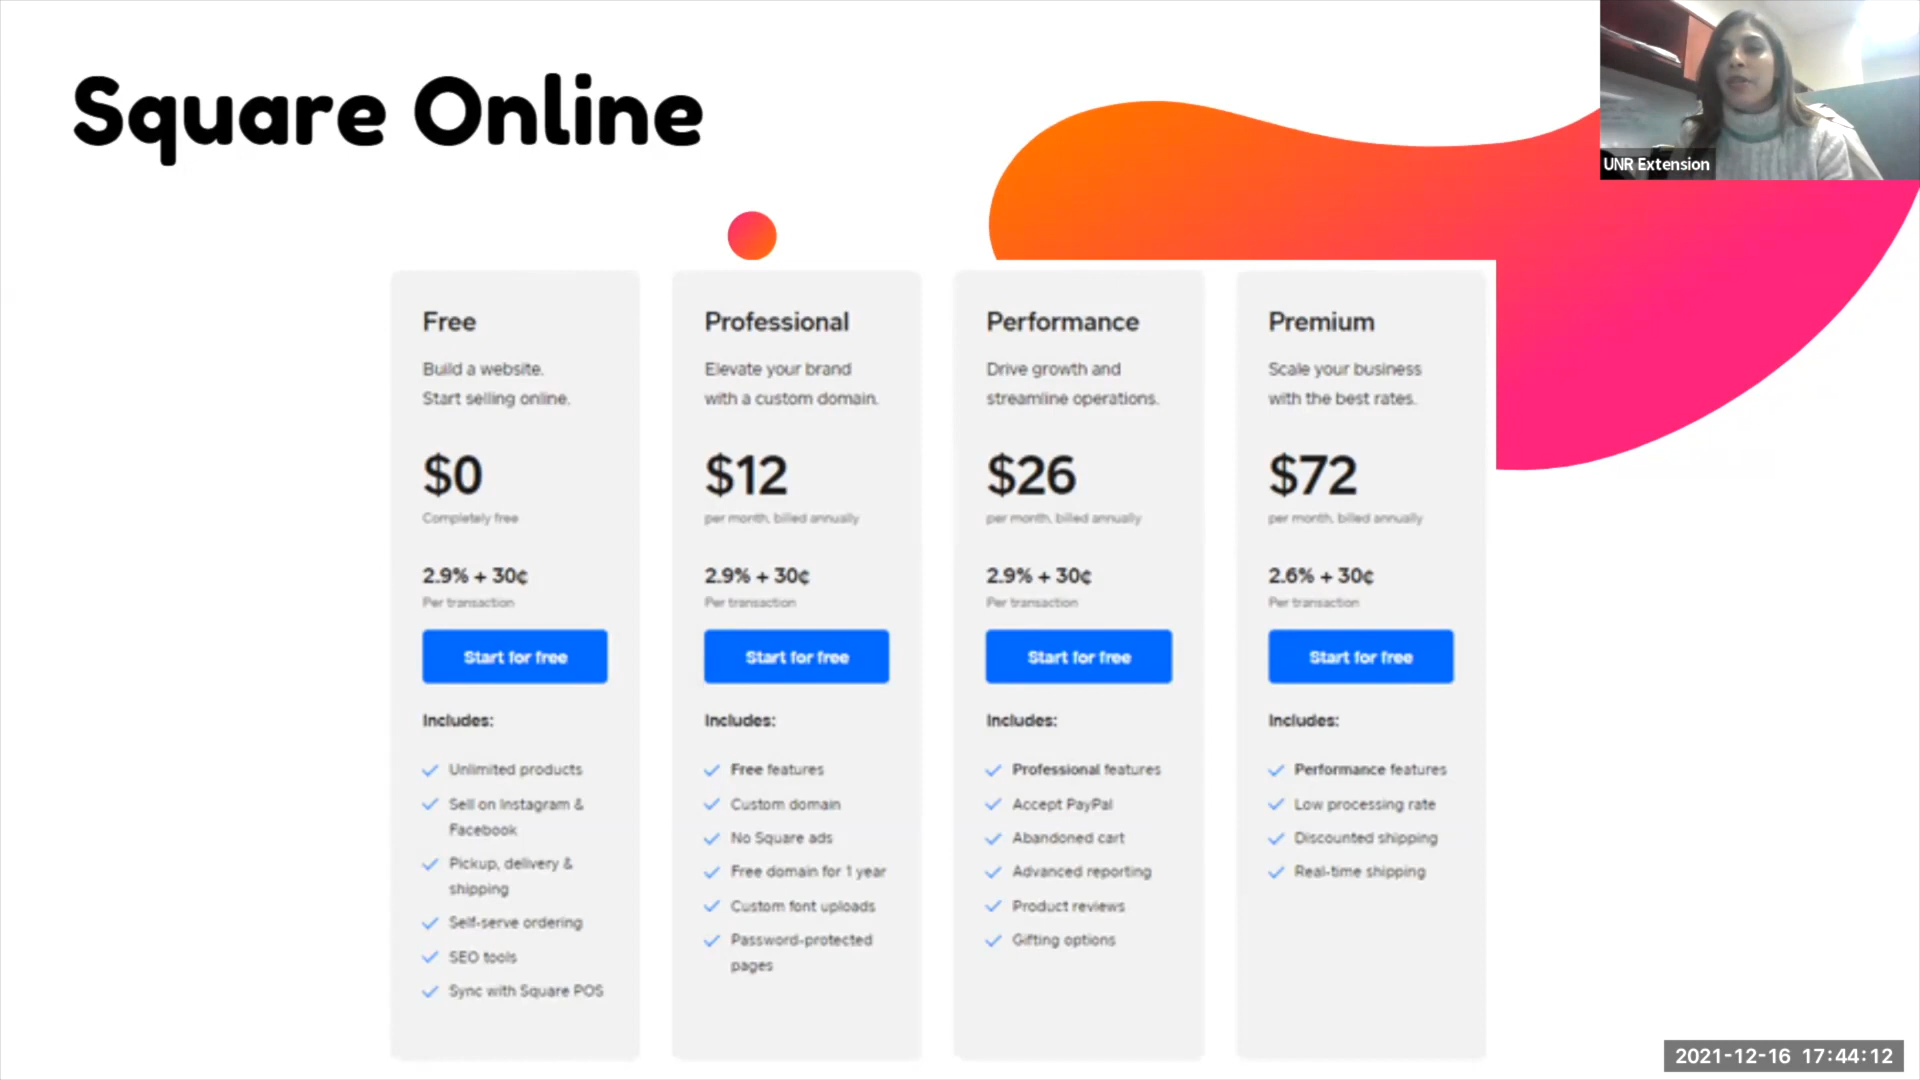 Square Online
UNR Extension
Free
Build a website.
Start selling online.
$0
Completely free
2.9% + 30¢
Per transaction
Start for free
Includes:
Unlimited products
Sell on Instagram &
Facebook
Pickup, delivery &
shipping
Self-serve ordering
SEO tools
Sync with Square POS
Professional
Elevate your brand
with a custom domain.
$12
per month, billed annually
2.9% + 30¢
Per transaction
Start for free
Includes:
Free features
Custom domain
No Square ads
Free domain for 1 year
Custom font uploads
Password-protected
pages
Performance
Drive growth and
streamline operations.
$26
per month, billed annually
2.9% + 30¢
Per transaction
Start for free
Includes:
Professional features
Accept PayPal
Abandoned cart
Advanced reporting
Product reviews
Gifting options
Premium
Scale your business
with the best rates.
$72
per month, billed annually
2.6% + 30¢
Per transaction
Start for free
Includes:
Performance features
Low processing rate
Discounted shipping
Real-time shipping
2021-12-16 17:44:12